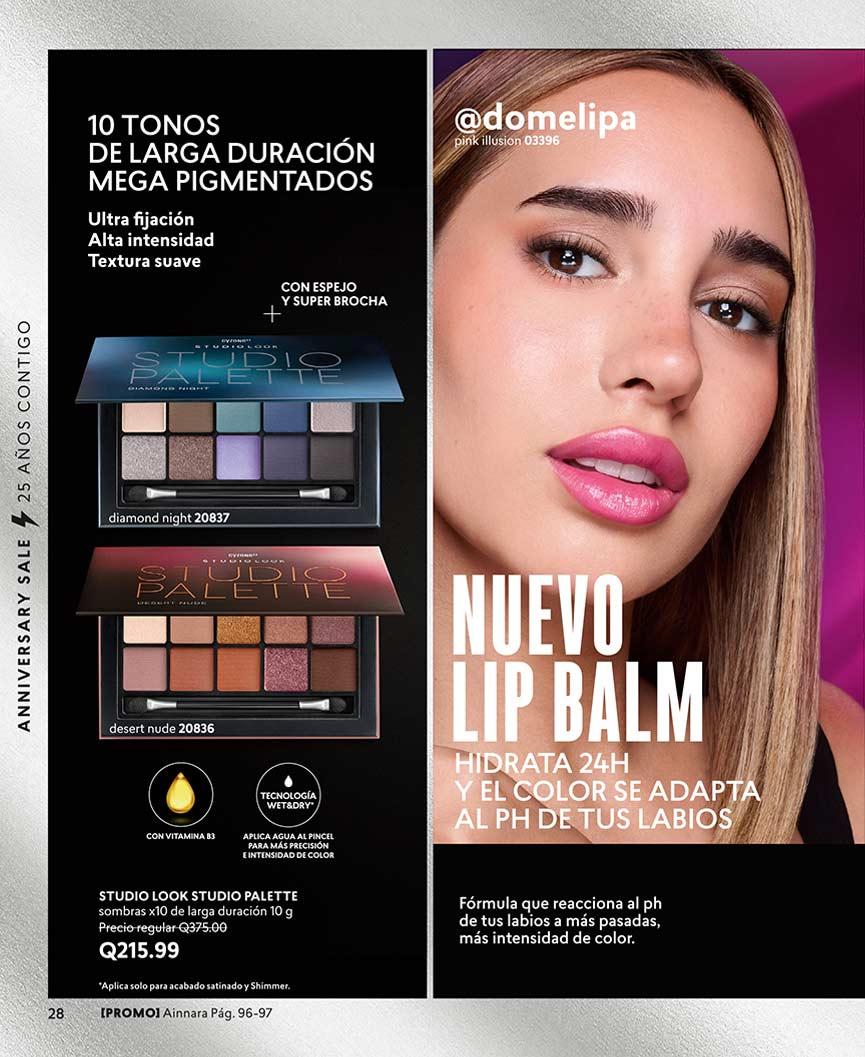 10 TONOS
DE LARGA DURACIÓN
MEGA PIGMENTADOS
Ultra fijación
Alta intensidad
Textura suave
CON ESPEJO
Y SUPER BROCHA
+
cyzone
STUDIOLOOK
STUDIO
PALETTE
DIAMOND NIGHT
diamond night 20837
cyzone
STUDIOLOOK
STUDIO
PALETTE
DESERT NUDE
desert nude 20836
CON VITAMINA B3
TECNOLOGÍA
WET&DRY*
APLICA AGUA AL PINCEL
PARA MÁS PRECISIÓN
E INTENSIDAD DE COLOR
STUDIO LOOK STUDIO PALETTE
sombras x10 de larga duración 10 g
Precio regular Q375.00
Q215.99
*Aplica solo para acabado satinado y Shimmer.
28 [PROMO] Ainnara Pág. 96-97
ANNIVERSARY SALE 25 AÑOS CONTIGO
@domelipa
pink illusion 03396
NUEVO
LIP BALM
HIDRATA 24H
Y EL COLOR SE ADAPTA
AL PH DE TUS LABIOS
Fórmula que reacciona al ph
de tus labios a más pasadas,
más intensidad de color.